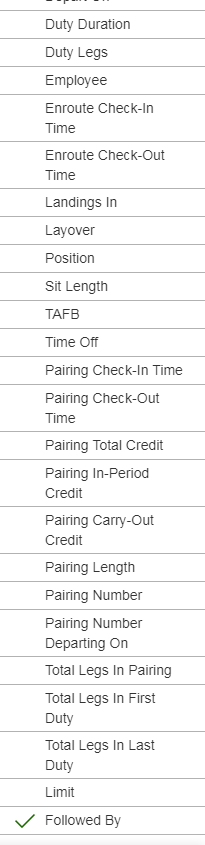 Depart On
Duty Duration
Duty Legs
Employee
Enroute Check-In
Time
Enroute Check-Out
Time
Landings In
Layover
Position
Sit Length
TAFB
Time Off
Pairing Check-In Time
Pairing Check-Out
Time
Pairing Total Credit
Pairing In-Period
Credit
Pairing Carry-Out
Credit
Pairing Length
Pairing Number
Pairing Number
Departing On
Total Legs In Pairing
Total Legs In First
Duty
Total Legs In Last
Duty
Limit
Followed By